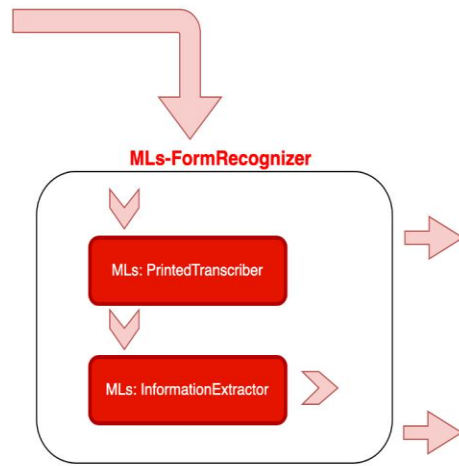 MLs-FormRecognizer
MLs: PrintedTranscriber
MLs: InformationExtractor